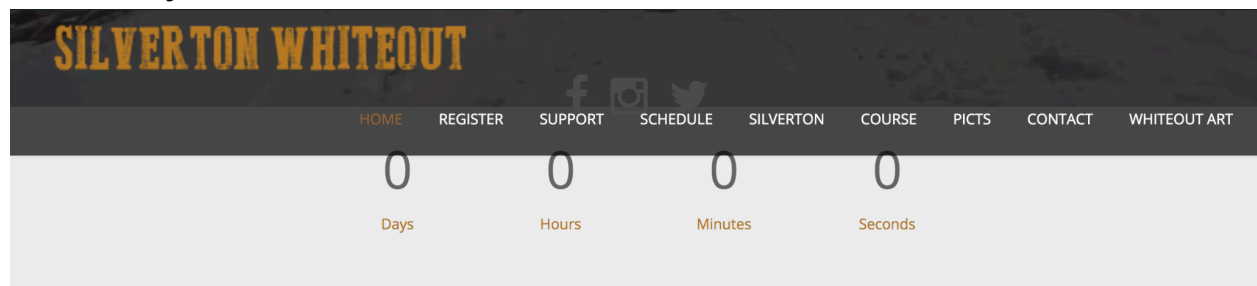 SILVERTON WHITEOUT
HOME REGISTER SUPPORT SCHEDULE SILVERTON COURSE PICTS CONTACT WHITEOUT ART
0 0 0 0
Days Hours Minutes Seconds